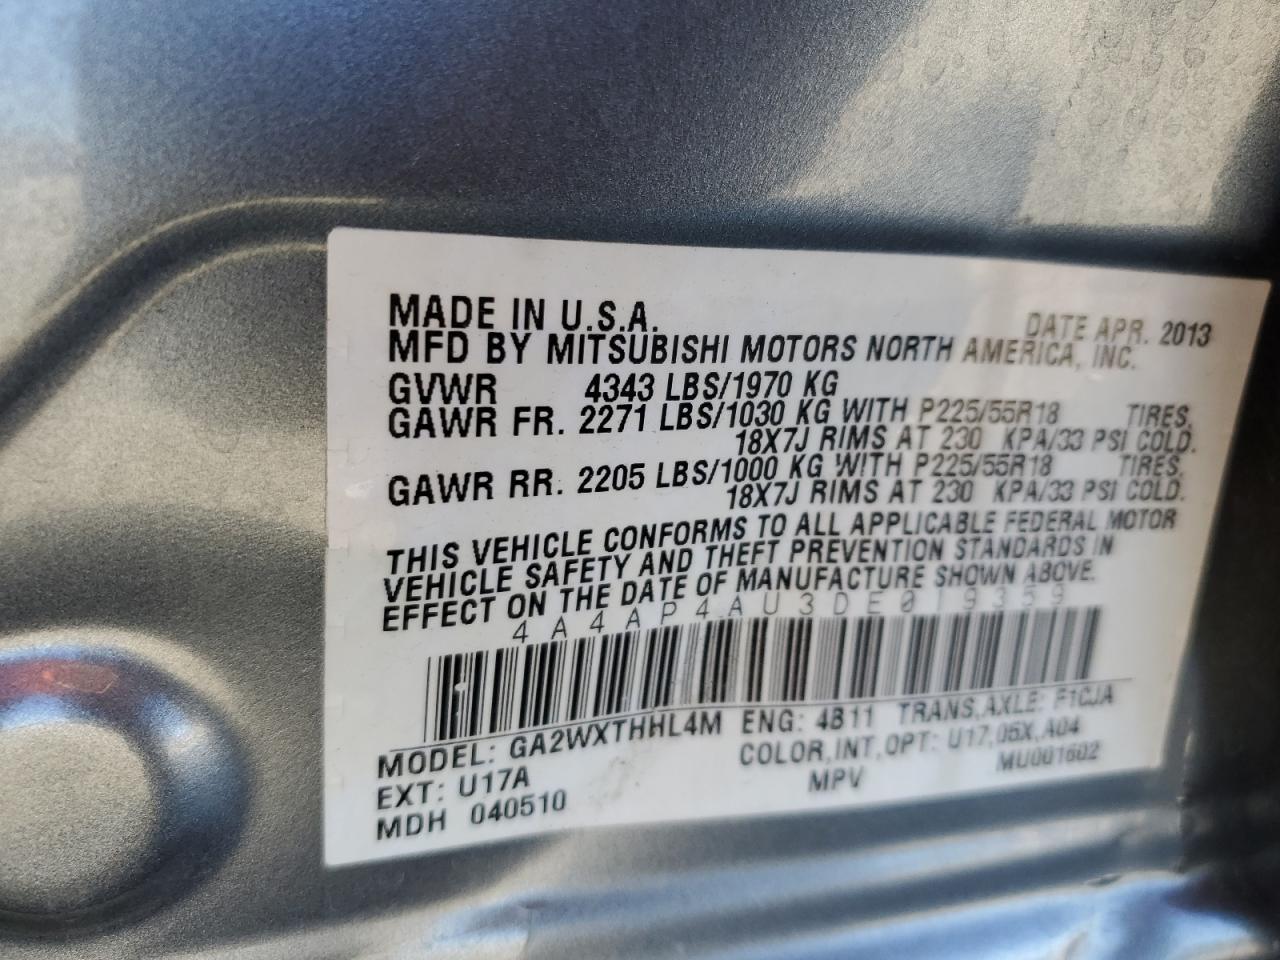 MADE IN U.S.A. DATE APR. 2013
MFD BY MITSUBISHI MOTORS NORTH AMERICA, INC.
GVWR 4343 LBS/1970 KG
GAWR FR. 2271 LBS/1030 KG WITH P225/55R18 TIRES,
18X7J RIMS AT 230 KPA/33 PSI COLD.
GAWR RR. 2205 LBS/1000 KG WITH P225/55R18 TIRES,
18X7J RIMS AT 230 KPA/33 PSI COLD.
THIS VEHICLE CONFORMS TO ALL APPLICABLE FEDERAL MOTOR
VEHICLE SAFETY AND THEFT PREVENTION STANDARDS IN
EFFECT ON THE DATE OF MANUFACTURE SHOWN ABOVE.
4A4AP4AU3DE019359
MODEL: GA2WXTHHL4M ENG: 4B11 TRANS,AXLE: F1CJA
EXT: U17A COLOR,INT,OPT: U17,05X,A04
MDH 040510 MPV MU001602